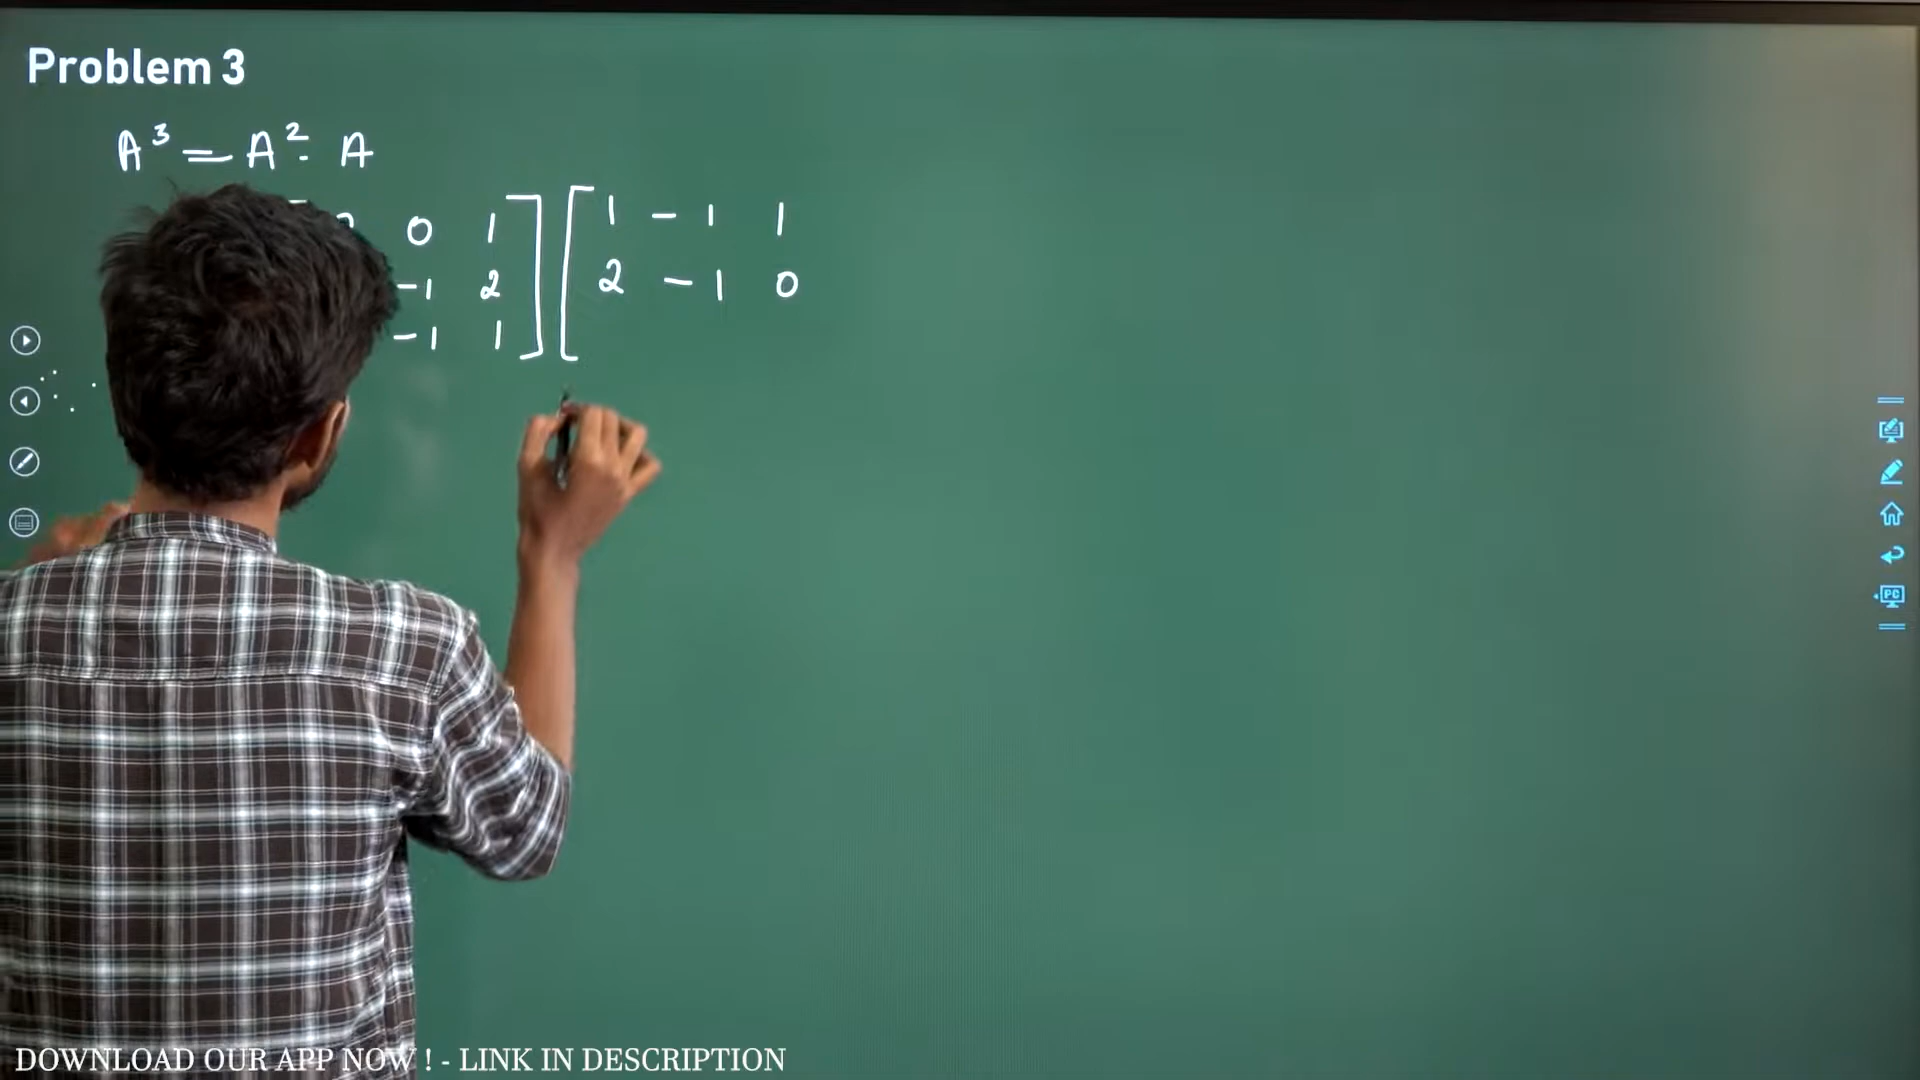 Problem 3
A³ = A² · A
0 1 ] [ 1 -1 1
-1 2 2 -1 0
-1 1
PC
DOWNLOAD OUR APP NOW ! - LINK IN DESCRIPTION